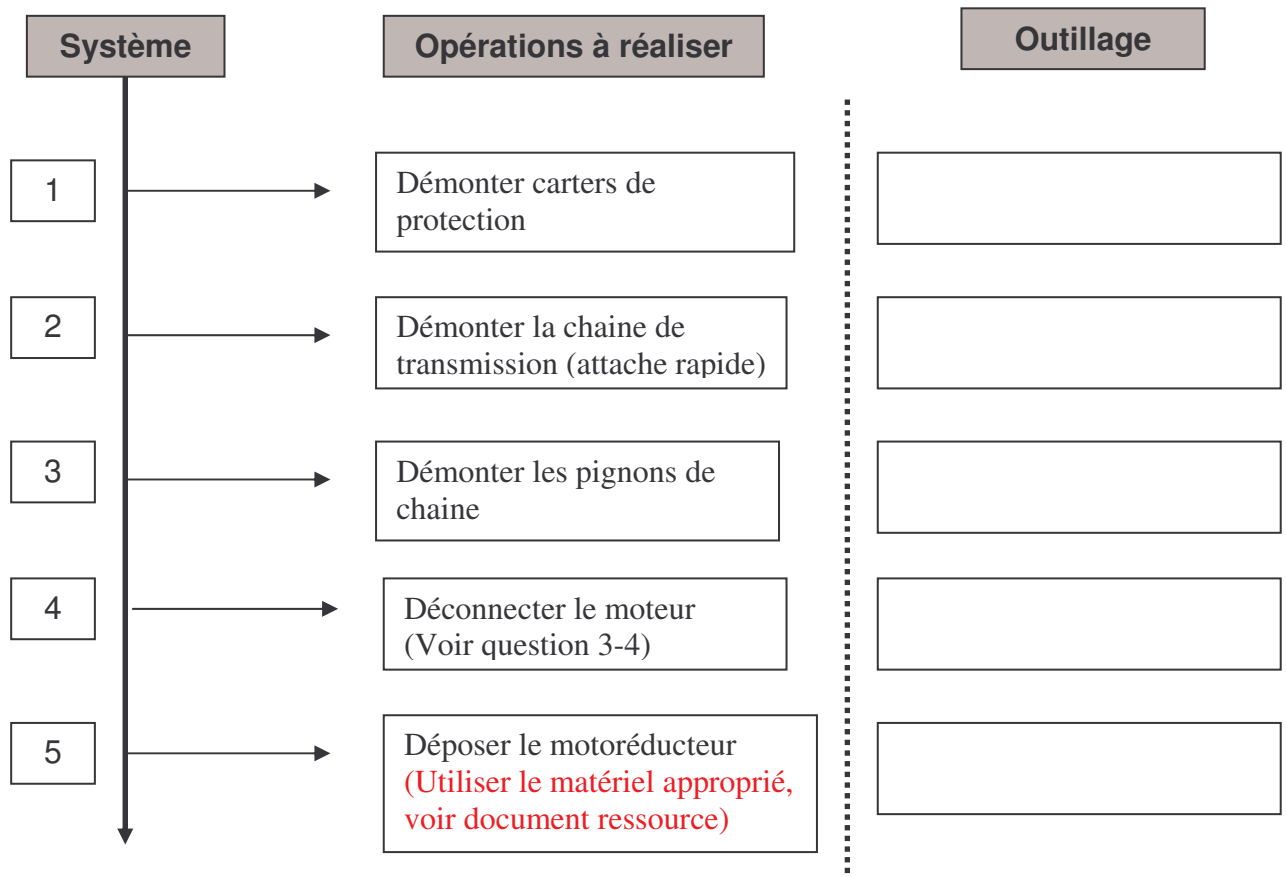 Système
Opérations à réaliser
Outillage
1
Démonter carters de
protection
2
Démonter la chaine de
transmission (attache rapide)
3
Démonter les pignons de
chaine
4
Déconnecter le moteur
(Voir question 3-4)
5
Déposer le motoréducteur
(Utiliser le matériel approprié,
voir document ressource)